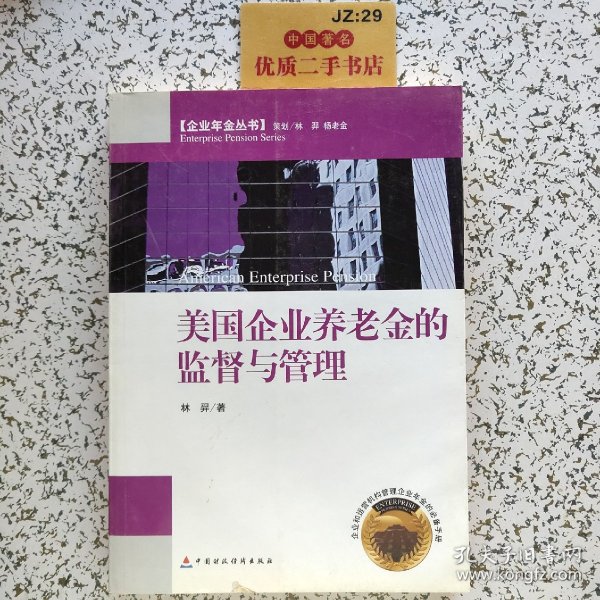 JZ:29
中国著名
优质二手书店
【企业年金丛书】 策划/林 羿 杨老金
Enterprise Pension Series
American Enterprise Pension
美国企业养老金的
监督与管理
林 羿/著
企业和运营机构管理企业年金的必备手册
ENTERPRISE
中国财政经济出版社
孔夫子旧书网
www.kongfz.com